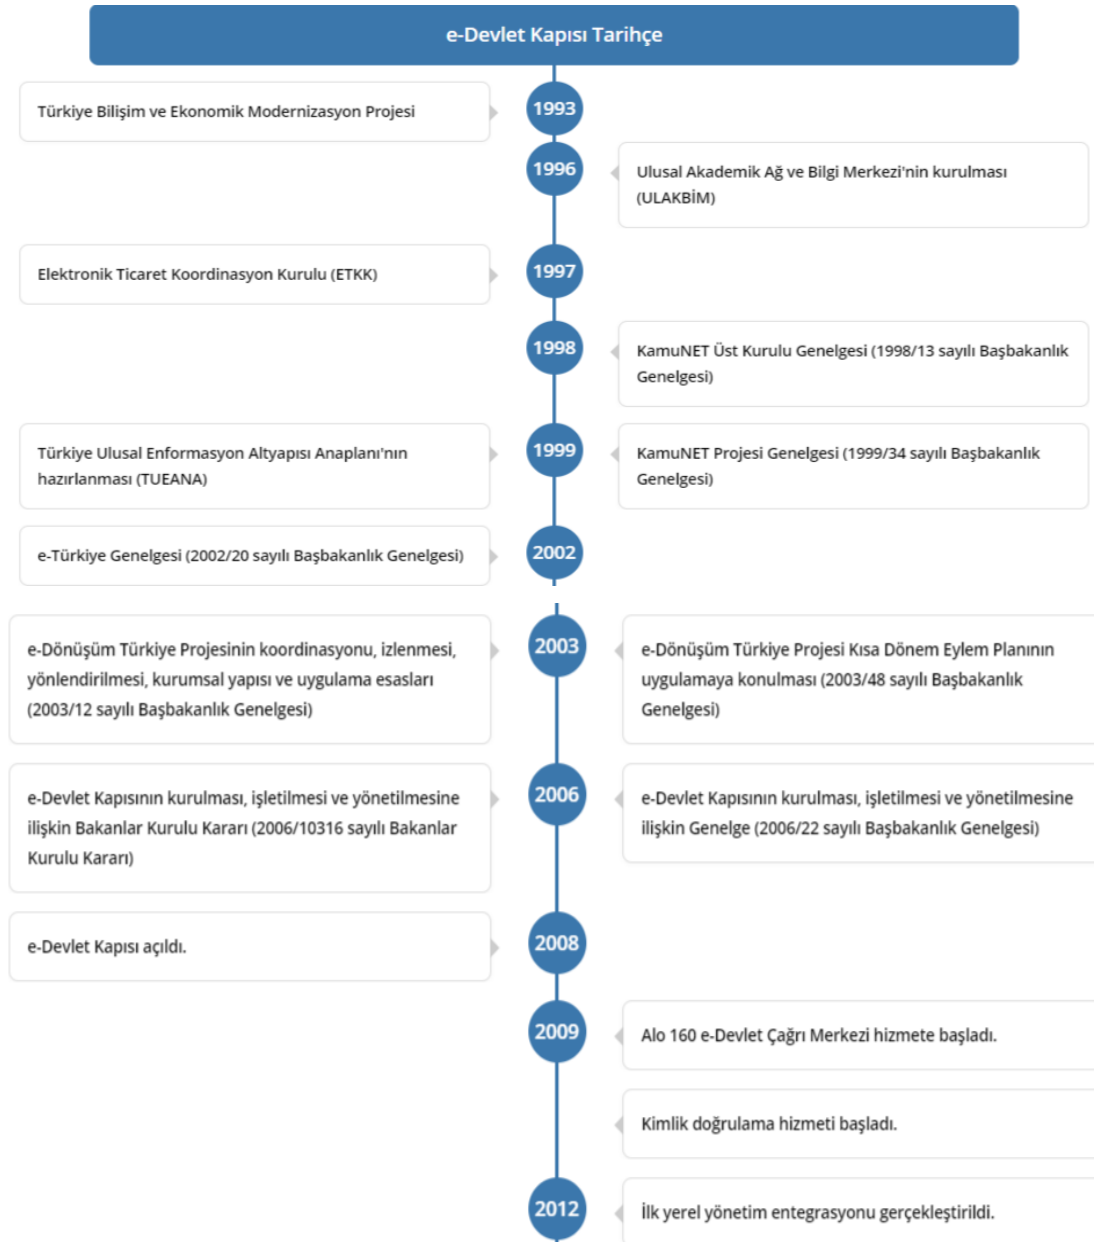 e-Devlet Kapısı Tarihçe
1993
Türkiye Bilişim ve Ekonomik Modernizasyon Projesi
1996
Ulusal Akademik Ağ ve Bilgi Merkezi'nin kurulması
(ULAKBİM)
1997
Elektronik Ticaret Koordinasyon Kurulu (ETKK)
1998
KamuNET Üst Kurulu Genelgesi (1998/13 sayılı Başbakanlık
Genelgesi)
1999
Türkiye Ulusal Enformasyon Altyapısı Anaplanı'nın
hazırlanması (TUEANA)
KamuNET Projesi Genelgesi (1999/34 sayılı Başbakanlık
Genelgesi)
2002
e-Türkiye Genelgesi (2002/20 sayılı Başbakanlık Genelgesi)
2003
e-Dönüşüm Türkiye Projesinin koordinasyonu, izlenmesi,
yönlendirilmesi, kurumsal yapısı ve uygulama esasları
(2003/12 sayılı Başbakanlık Genelgesi)
e-Dönüşüm Türkiye Projesi Kısa Dönem Eylem Planının
uygulamaya konulması (2003/48 sayılı Başbakanlık
Genelgesi)
2006
e-Devlet Kapısının kurulması, işletilmesi ve yönetilmesine
ilişkin Bakanlar Kurulu Kararı (2006/10316 sayılı Bakanlar
Kurulu Kararı)
e-Devlet Kapısının kurulması, işletilmesi ve yönetilmesine
ilişkin Genelge (2006/22 sayılı Başbakanlık Genelgesi)
2008
e-Devlet Kapısı açıldı.
2009
Alo 160 e-Devlet Çağrı Merkezi hizmete başladı.
Kimlik doğrulama hizmeti başladı.
2012
İlk yerel yönetim entegrasyonu gerçekleştirildi.